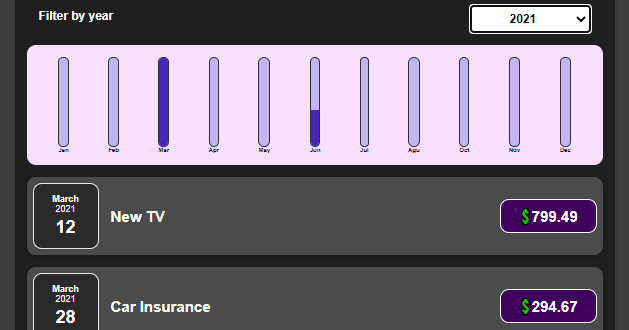 Filter by year
2021
Jan Feb Mar Apr May Jun Jul Agu Oct Nov Dec
March
2021
12
New TV
$799.49
March
2021
28
Car Insurance
$294.67